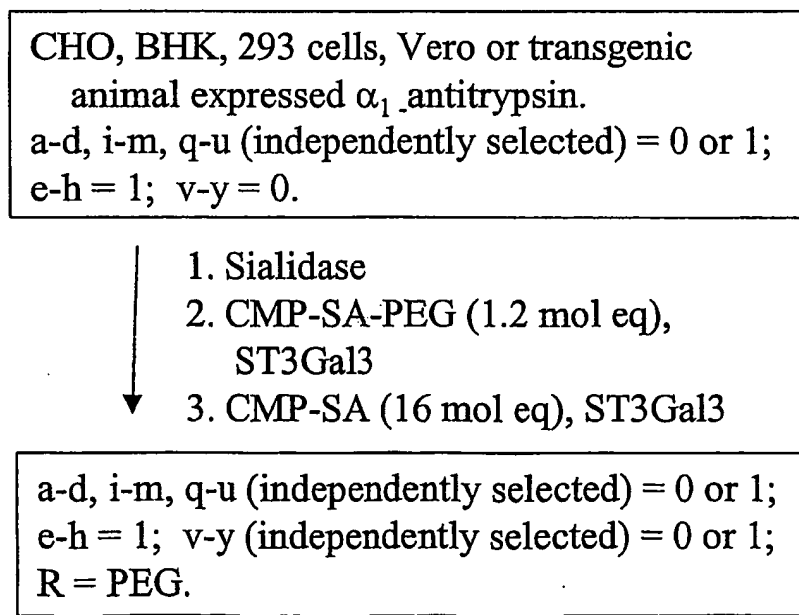 CHO, BHK, 293 cells, Vero or transgenic
animal expressed α₁ antitrypsin.
a-d, i-m, q-u (independently selected) = 0 or 1;
e-h = 1; v-y = 0.
1. Sialidase
2. CMP-SA-PEG (1.2 mol eq),
ST3Gal3
3. CMP-SA (16 mol eq), ST3Gal3
a-d, i-m, q-u (independently selected) = 0 or 1;
e-h = 1; v-y (independently selected) = 0 or 1;
R = PEG.